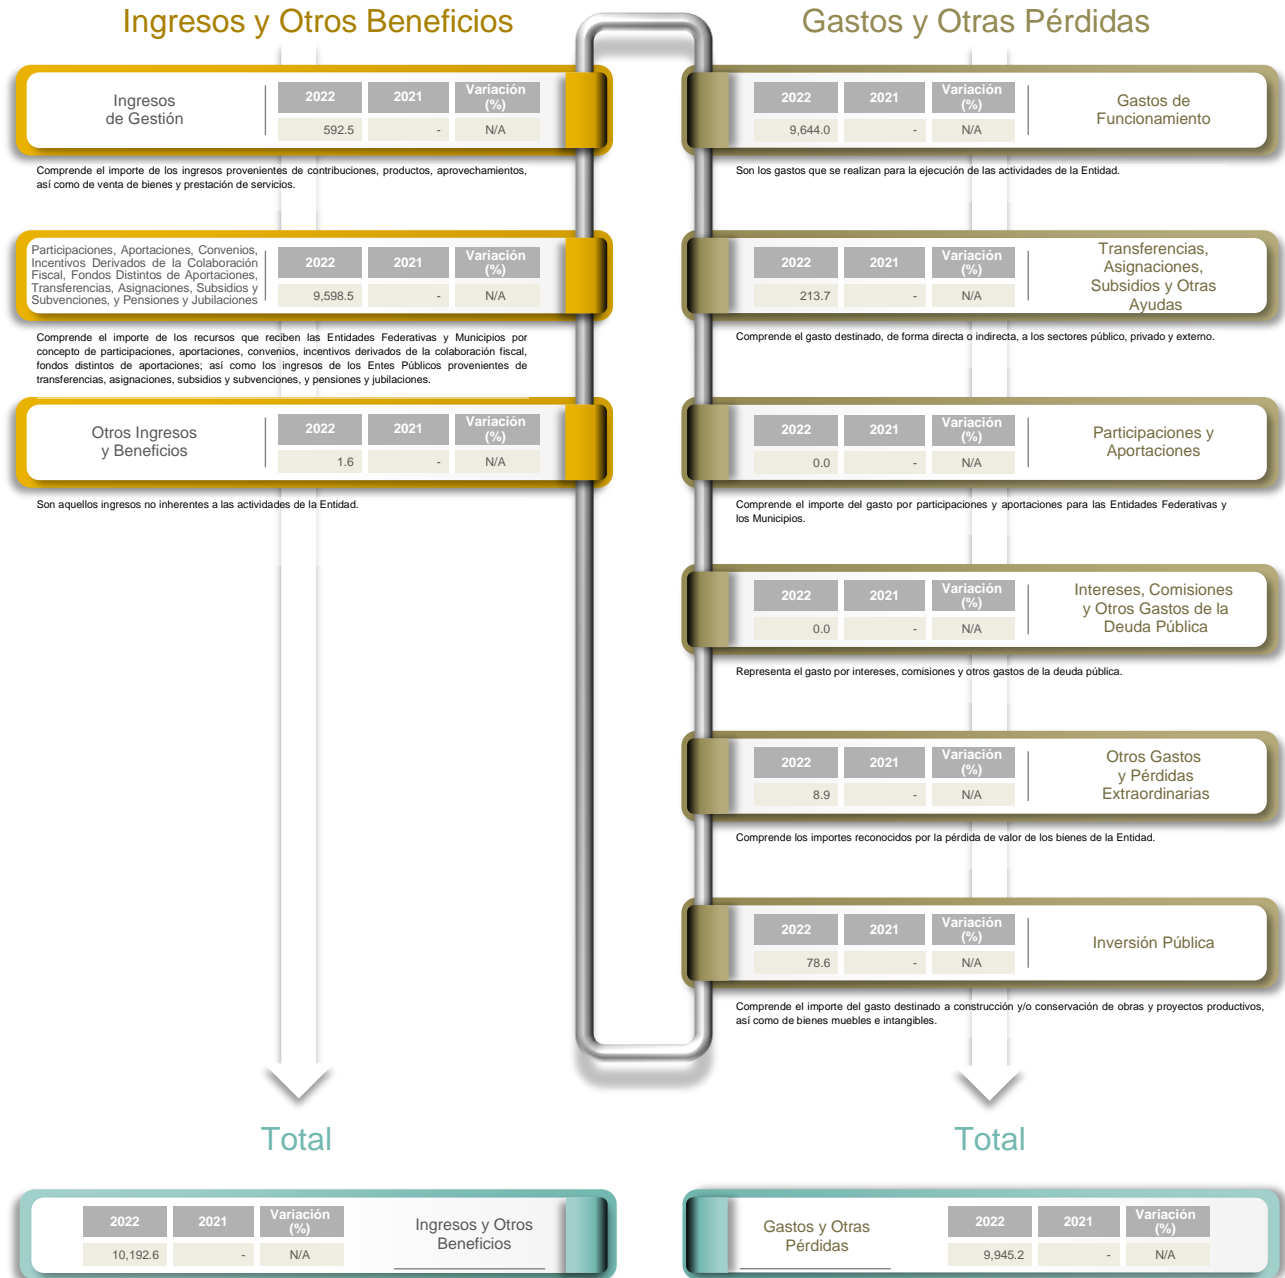 Ingresos y Otros Beneficios
Ingresos
de Gestión
2022 2021 Variación
(%)
592.5 - N/A
Comprende el importe de los ingresos provenientes de contribuciones, productos, aprovechamientos,
así como de venta de bienes y prestación de servicios.
Participaciones, Aportaciones, Convenios,
Incentivos Derivados de la Colaboración
Fiscal, Fondos Distintos de Aportaciones,
Transferencias, Asignaciones, Subsidios y
Subvenciones, y Pensiones y Jubilaciones
2022 2021 Variación
(%)
9,598.5 - N/A
Comprende el importe de los recursos que reciben las Entidades Federativas y Municipios por
concepto de participaciones, aportaciones, convenios, incentivos derivados de la colaboración fiscal,
fondos distintos de aportaciones; así como los ingresos de los Entes Públicos provenientes de
transferencias, asignaciones, subsidios y subvenciones, y pensiones y jubilaciones.
Otros Ingresos
y Beneficios
2022 2021 Variación
(%)
1.6 - N/A
Son aquellos ingresos no inherentes a las actividades de la Entidad.
Total
2022 2021 Variación
(%)
10,192.6 - N/A
Ingresos y Otros
Beneficios
Gastos y Otras Pérdidas
2022 2021 Variación
(%)
9,644.0 - N/A
Gastos de
Funcionamiento
Son los gastos que se realizan para la ejecución de las actividades de la Entidad.
2022 2021 Variación
(%)
213.7 - N/A
Transferencias,
Asignaciones,
Subsidios y Otras
Ayudas
Comprende el gasto destinado, de forma directa o indirecta, a los sectores público, privado y externo.
2022 2021 Variación
(%)
0.0 - N/A
Participaciones y
Aportaciones
Comprende el importe del gasto por participaciones y aportaciones para las Entidades Federativas y
los Municipios.
2022 2021 Variación
(%)
0.0 - N/A
Intereses, Comisiones
y Otros Gastos de la
Deuda Pública
Representa el gasto por intereses, comisiones y otros gastos de la deuda pública.
2022 2021 Variación
(%)
8.9 - N/A
Otros Gastos
y Pérdidas
Extraordinarias
Comprende los importes reconocidos por la pérdida de valor de los bienes de la Entidad.
2022 2021 Variación
(%)
78.6 - N/A
Inversión Pública
Comprende el importe del gasto destinado a construcción y/o conservación de obras y proyectos productivos,
así como de bienes muebles e intangibles.
Total
Gastos y Otras
Pérdidas
2022 2021 Variación
(%)
9,945.2 - N/A